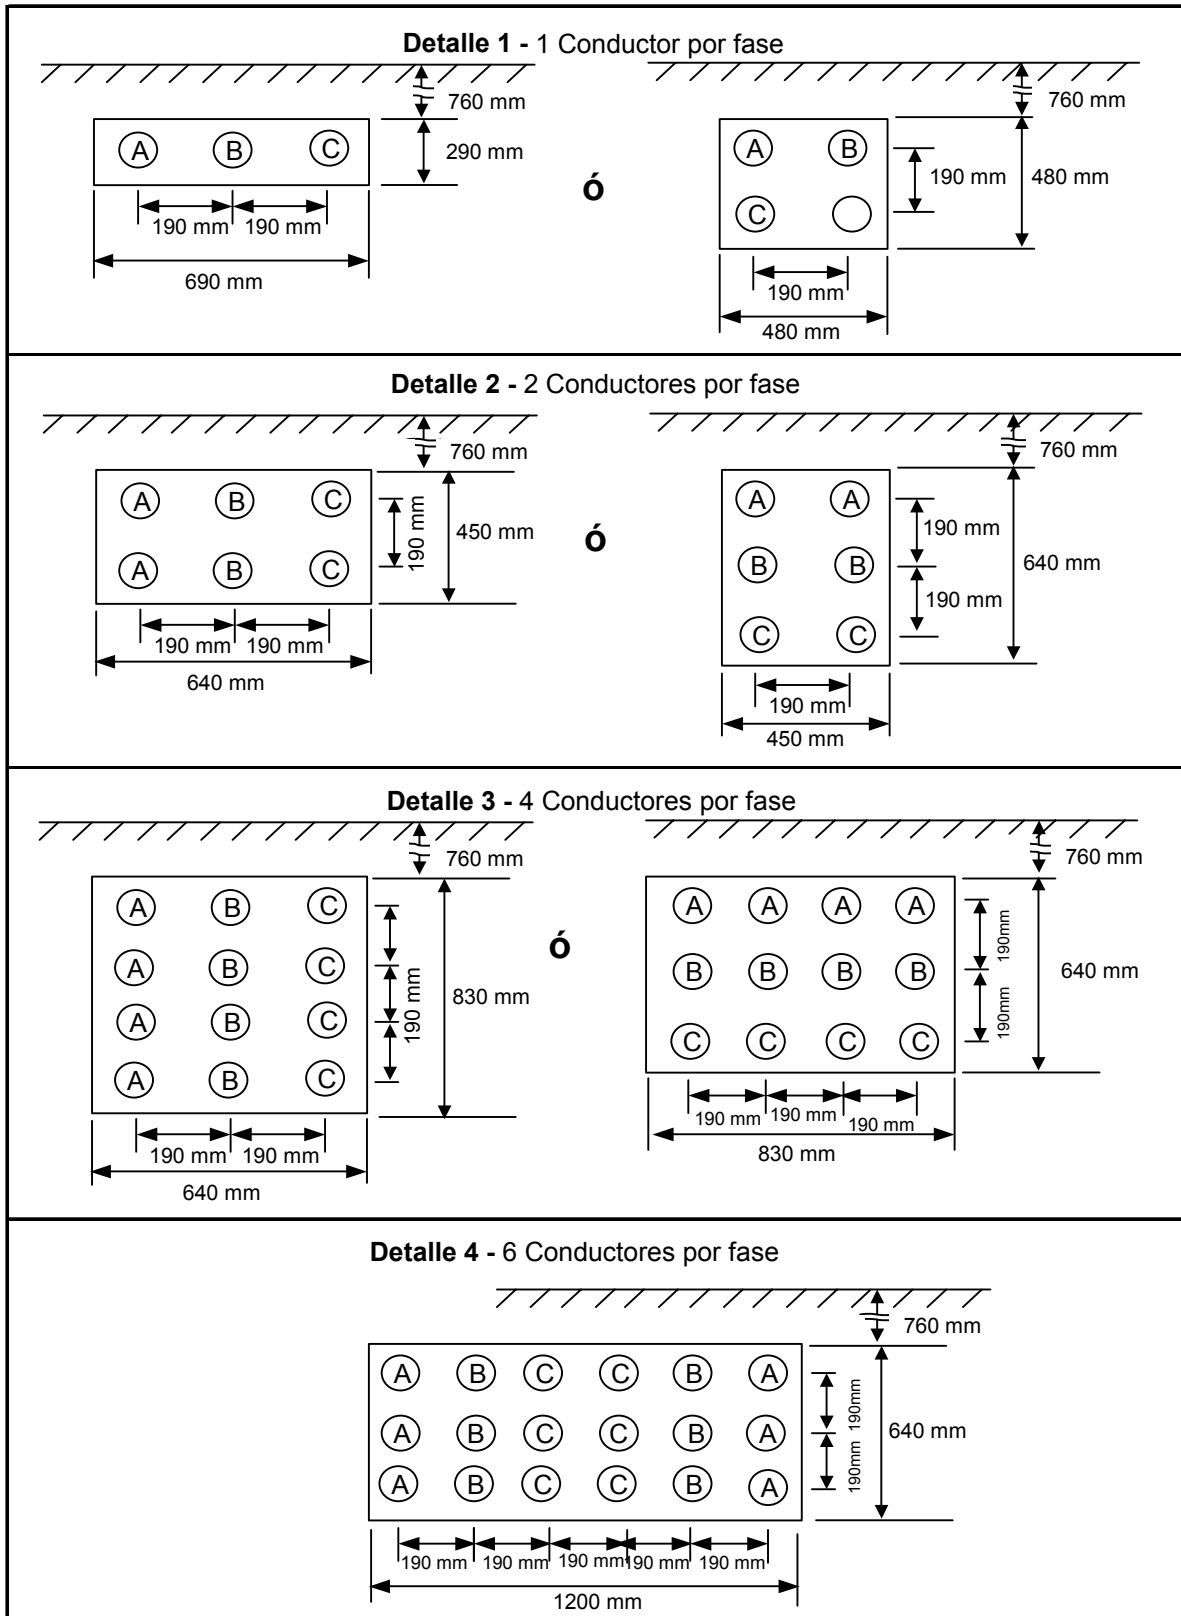 Detalle 1 - 1 Conductor por fase
760 mm
A B C
290 mm
190 mm 190 mm
690 mm
ó
760 mm
A B
C
190 mm
480 mm
190 mm
480 mm
Detalle 2 - 2 Conductores por fase
760 mm
A B C
A B C
190 mm
450 mm
190 mm 190 mm
640 mm
ó
760 mm
A A
B B
C C
190 mm
190 mm
640 mm
190 mm
450 mm
Detalle 3 - 4 Conductores por fase
760 mm
A B C
A B C
A B C
A B C
190 mm
830 mm
190 mm 190 mm
640 mm
ó
760 mm
A A A A
B B B B
C C C C
190mm
190mm
640 mm
190 mm 190 mm 190 mm
830 mm
Detalle 4 - 6 Conductores por fase
760 mm
A B C C B A
A B C C B A
A B C C B A
190mm
190mm
640 mm
190 mm 190 mm 190 mm 190 mm 190 mm
1200 mm